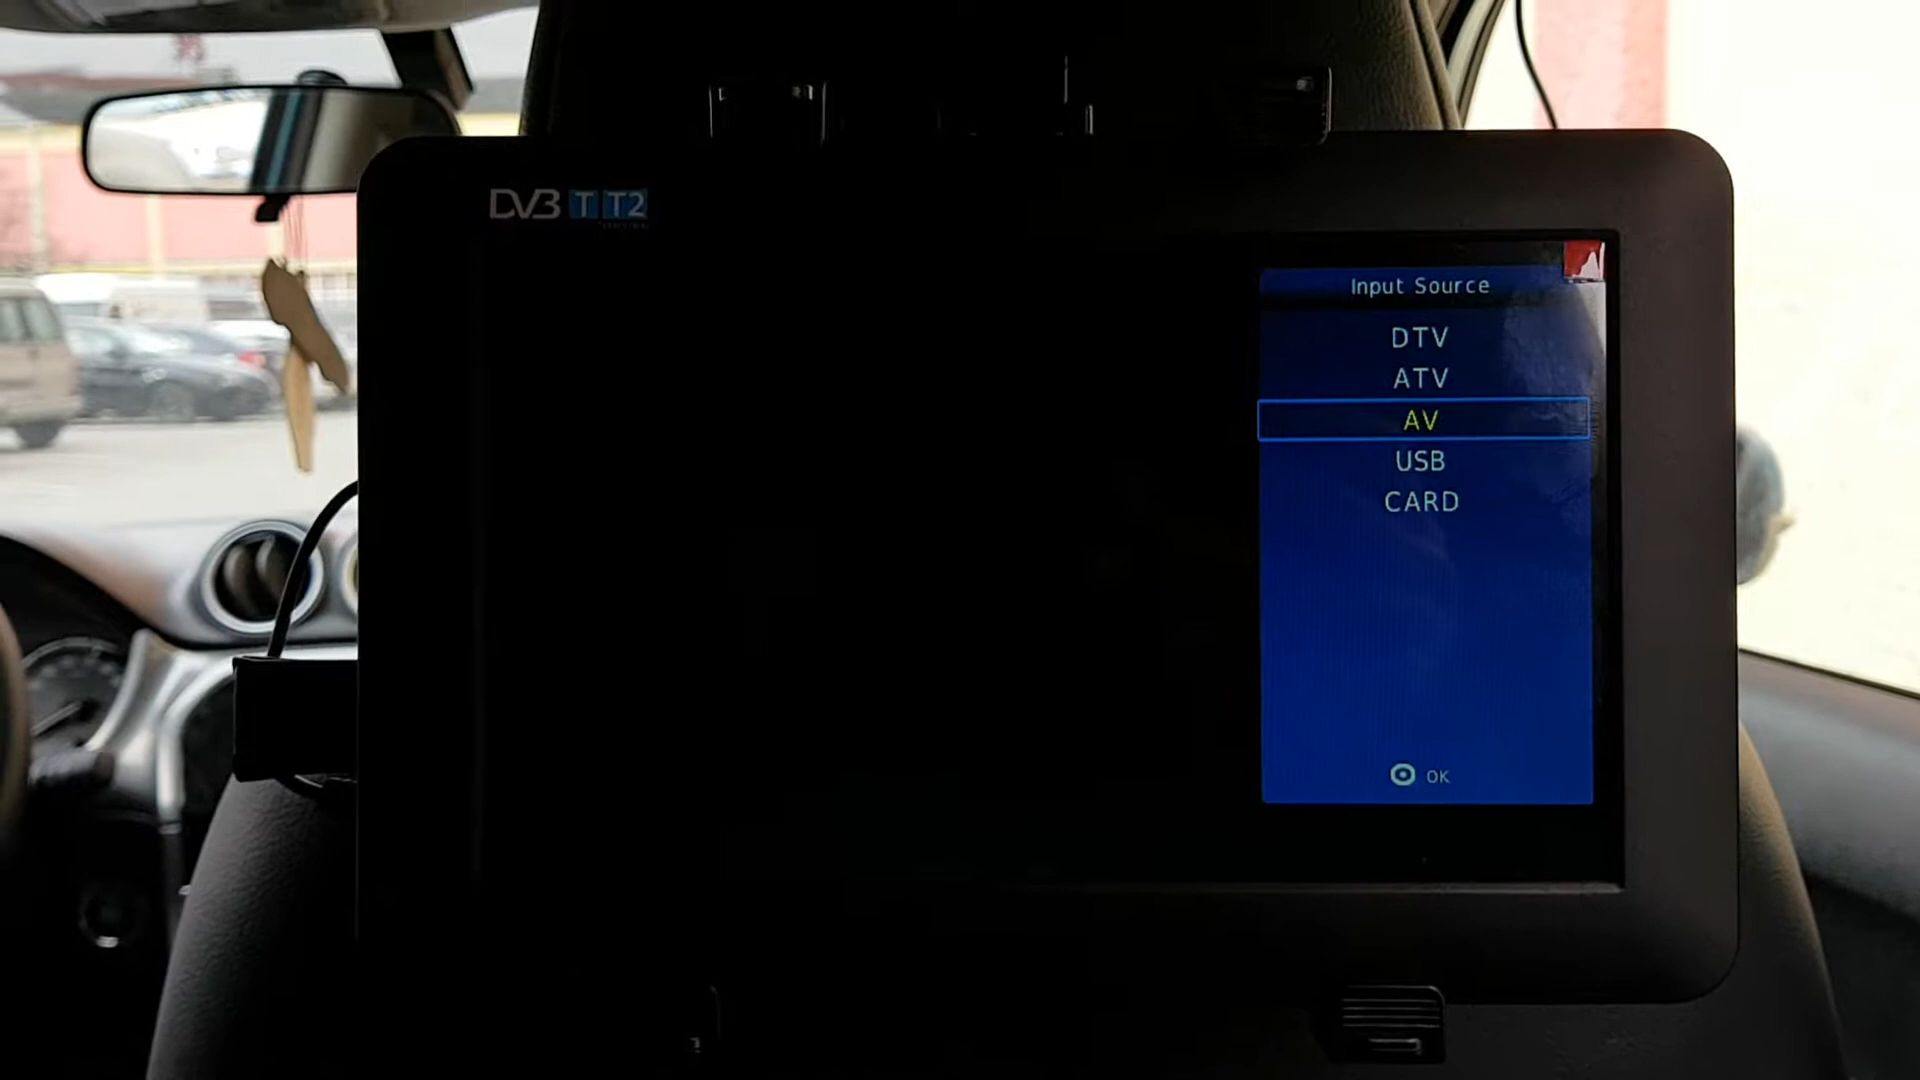 DVB T T2
Input Source
DTV
ATV
AV
USB
CARD
OK